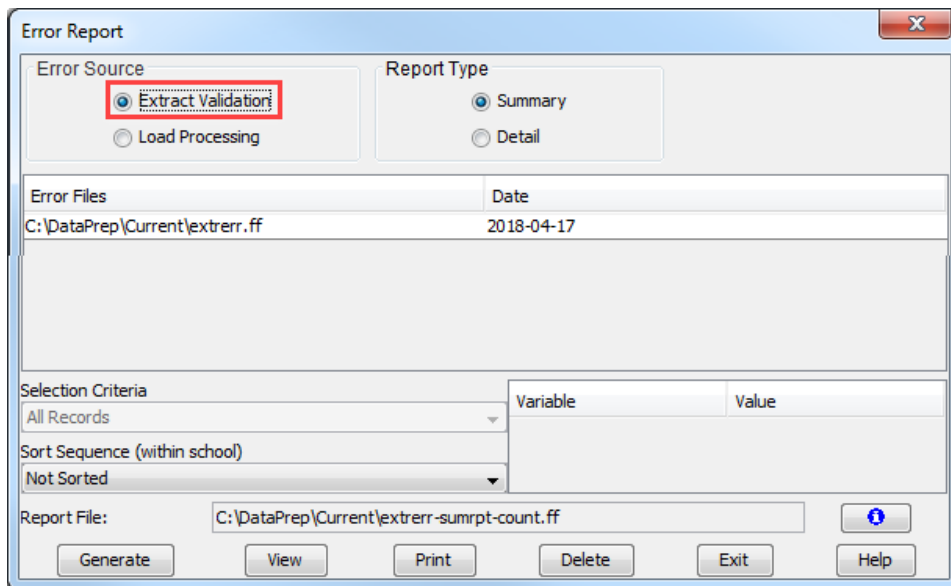 Error Report
Error Source
Report Type
Extract Validation
Summary
Load Processing
Detail
Error Files
Date
C:\DataPrep\Current\extrerr.ff
2018-04-17
Selection Criteria
Variable
Value
All Records
Sort Sequence (within school)
Not Sorted
Report File:
C:\DataPrep\Current\extrerr-sumrpt-count.ff
Generate
View
Print
Delete
Exit
Help